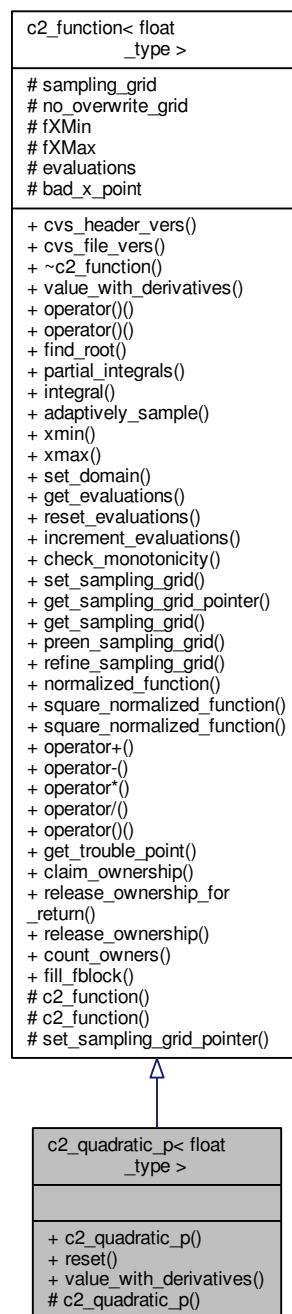 c2_function< float
_type >
# sampling_grid
# no_overwrite_grid
# fXMin
# fXMax
# evaluations
# bad_x_point
+ cvs_header_vers()
+ cvs_file_vers()
+ ~c2_function()
+ value_with_derivatives()
+ operator()()
+ operator()()
+ find_root()
+ partial_integrals()
+ integral()
+ adaptively_sample()
+ xmin()
+ xmax()
+ set_domain()
+ get_evaluations()
+ reset_evaluations()
+ increment_evaluations()
+ check_monotonicity()
+ set_sampling_grid()
+ get_sampling_grid_pointer()
+ get_sampling_grid()
+ preen_sampling_grid()
+ refine_sampling_grid()
+ normalized_function()
+ square_normalized_function()
+ square_normalized_function()
+ operator+()
+ operator-()
+ operator*()
+ operator/()
+ operator()()
+ get_trouble_point()
+ claim_ownership()
+ release_ownership_for
_return()
+ release_ownership()
+ count_owners()
+ fill_fblock()
# c2_function()
# c2_function()
# set_sampling_grid_pointer()
c2_quadratic_p< float
_type >
+ c2_quadratic_p()
+ reset()
+ value_with_derivatives()
# c2_quadratic_p()